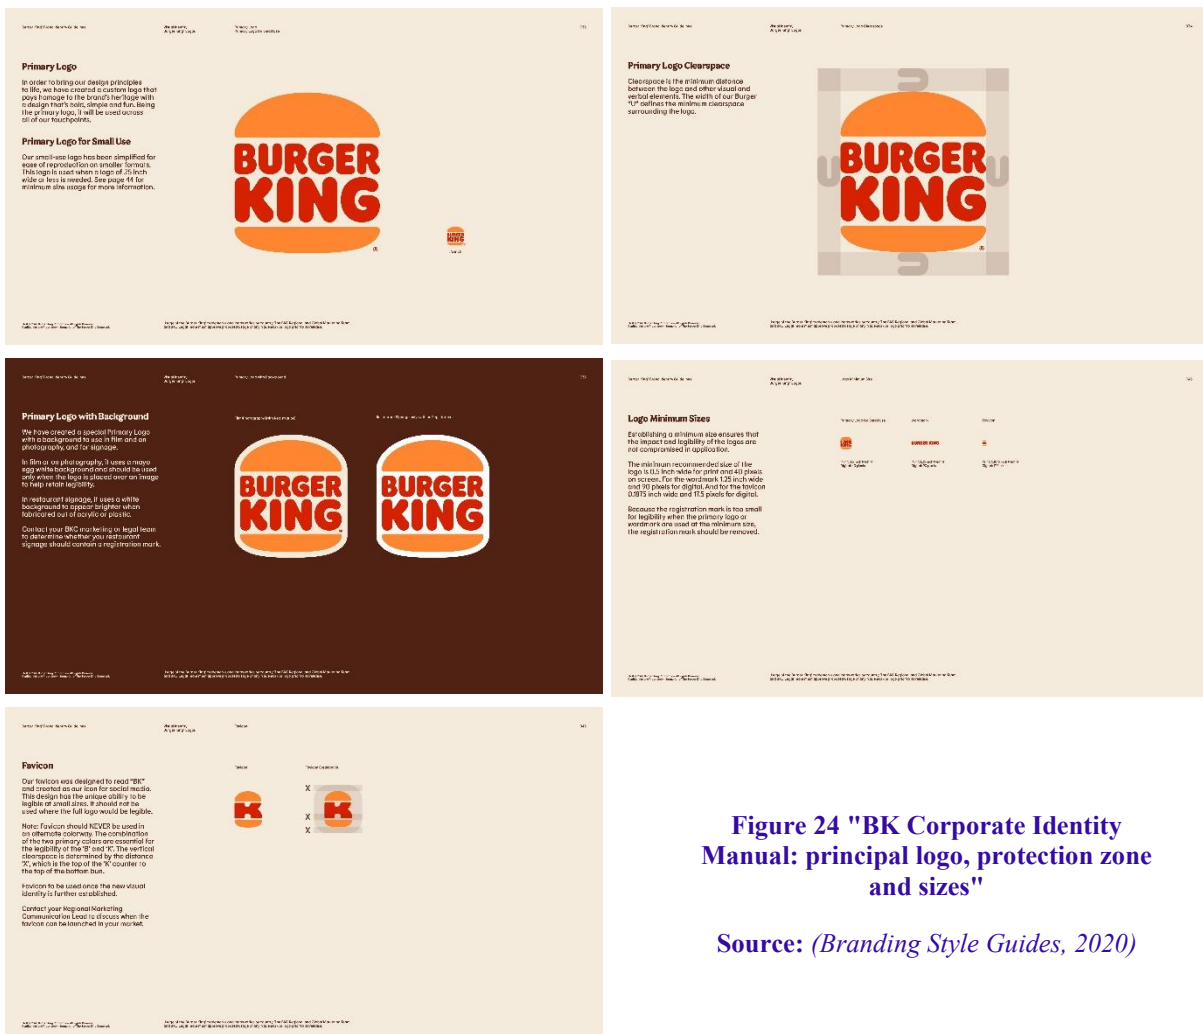 Primary Logo
In order to bring our design principles
to life, we have created a custom logo that
pays homage to the brand's heritage with
a design that's bold, simple and fun. Being
the primary logo, it will be used across
all of our touchpoints.
Primary Logo for Small Use
Our small-use logo has been simplified for
ease of reproduction on smaller formats.
This logo is used when a logo of .75 inch
wide or less is needed. See page 44 for
minimum size usage for more information.
BURGER
KING
®
BURGER
KING
Primary Logo Clearspace
Primary Logo Clearspace
Clearspace is the minimum distance
between the logo and other visual and
verbal elements. The width of our Burger
"U" defines the minimum clearspace
surrounding the logo.
U
U
BURGER
KING
U
U
®
Primary Logo with Background
We have created a special Primary Logo
with a background to use in film and on
photography, and for signage.
In film or on photography, it uses a mayo
egg white background and should be used
only when the logo is placed over an image
to help retain legibility.
In restaurant signage, it uses a white
background to appear brighter when
fabricated out of acrylic or plastic.
Contact your BKC marketing or legal team
to determine whether you restaurant
signage should contain a registration mark.
BURGER
KING
BURGER
KING
Logo Minimum Sizes
Establishing a minimum size ensures that
the impact and legibility of the logos are
not compromised in application.
The minimum recommended size of the
logo is 0.5 inch wide for print and 40 pixels
on screen. For the wordmark 1.25 inch wide
and 90 pixels for digital. And for the favicon
0.1875 inch wide and 17.5 pixels for digital.
Because the registration mark is too small
for legibility when the primary logo or
wordmark are used at the minimum size,
the registration mark should be removed.
BURGER KING
Favicon
Favicon
Our favicon was designed to read "BK"
and created as our icon for social media.
This design has the unique ability to be
legible at small sizes. It should not be
used where the full logo would be legible.
Note: Favicon should NEVER be used in
an alternate colorway. The combination
of the two primary colors are essential for
the legibility of the 'B' and 'K'. The vertical
clearspace is determined by the distance
'X', which is the top of the 'K' counter to
the top of the bottom bun.
Favicon to be used once the new visual
identity is further established.
Contact your Regional Marketing
Communication Lead to discuss when the
favicon can be launched in your market.
Favicon
X
X
X
Figure 24 "BK Corporate Identity
Manual: principal logo, protection zone
and sizes"
Source: (Branding Style Guides, 2020)